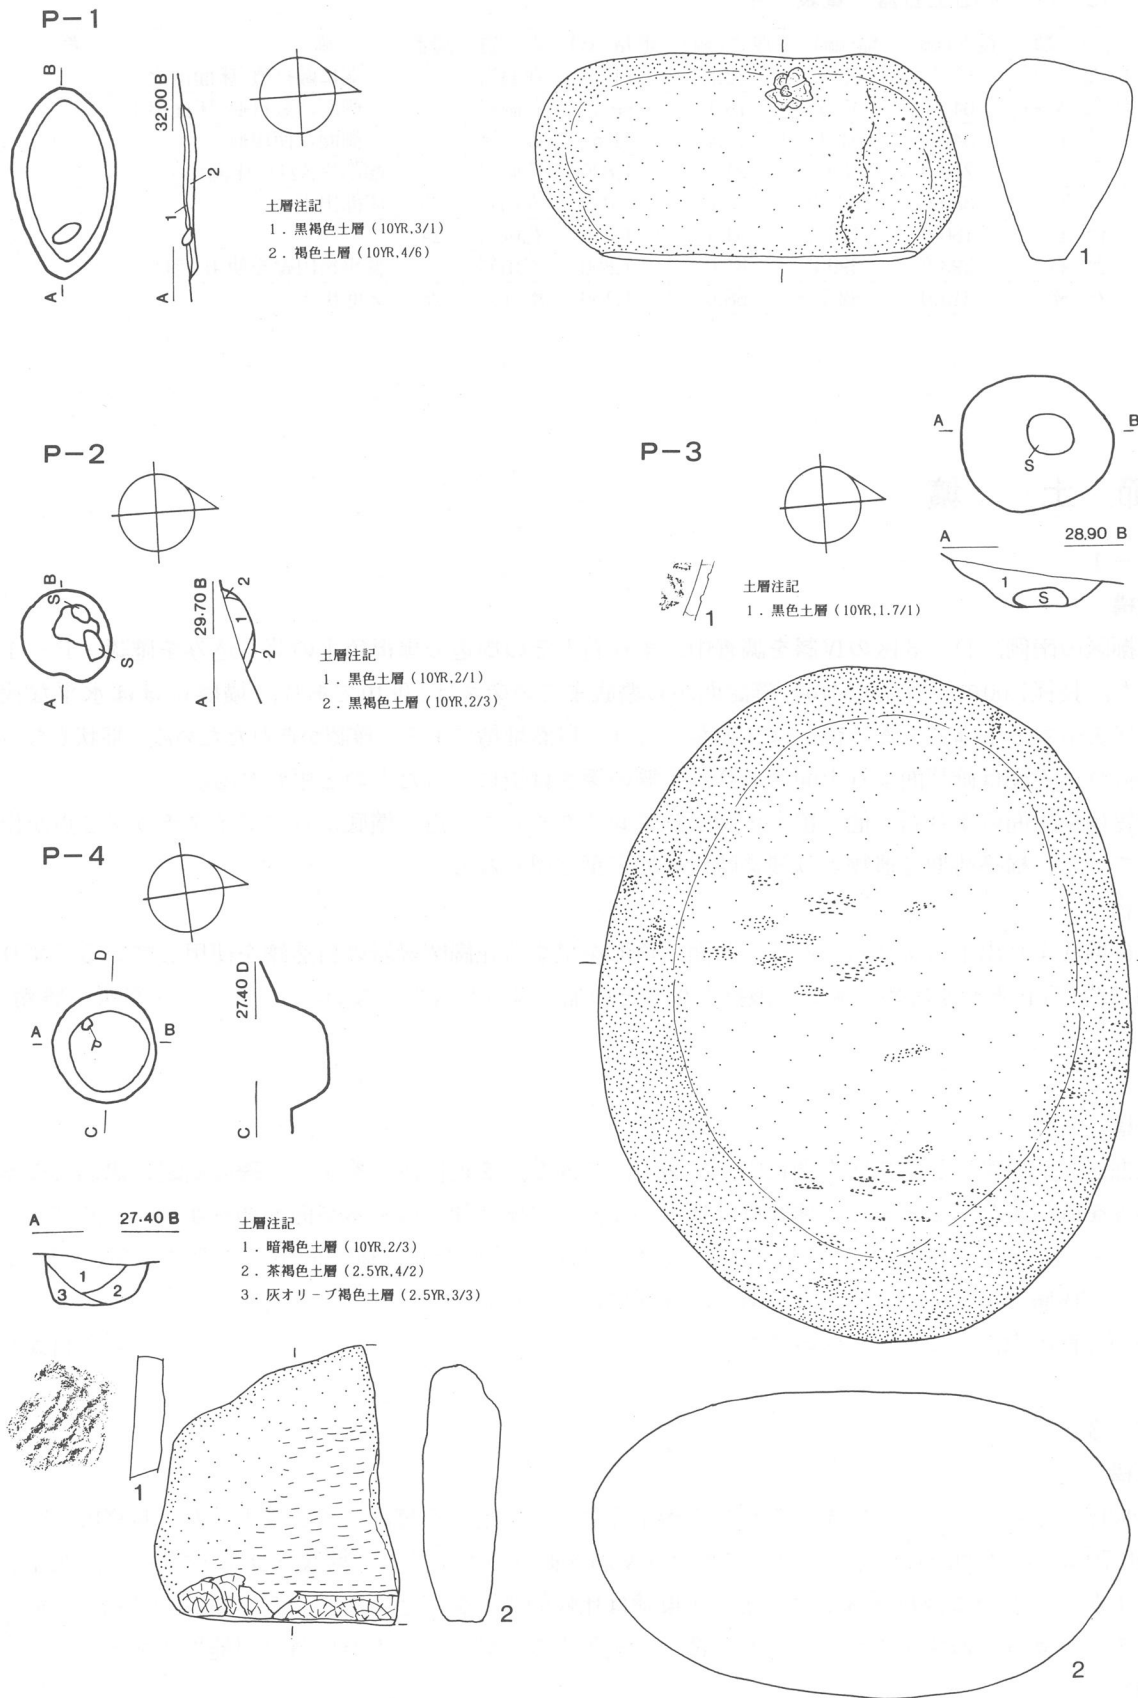 P-1
B
A
32.00 B
1
2
A
土層注記
1．黒褐色土層（10YR,3/1）
2．褐色土層（10YR,4/6）
1
P-2
B
S
S
A
29.70 B
2
1
2
A
土層注記
1．黒色土層（10YR,2/1）
2．黒褐色土層（10YR,2/3）
P-3
A
B
S
A
28.90 B
1
S
1
土層注記
1．黒色土層（10YR,1.7/1）
P-4
D
A
B
P
C
27.40 D
C
A
27.40 B
1
3
2
土層注記
1．暗褐色土層（10YR,2/3）
2．茶褐色土層（2.5YR,4/2）
3．灰オリーブ褐色土層（2.5YR,3/3）
1
2
2